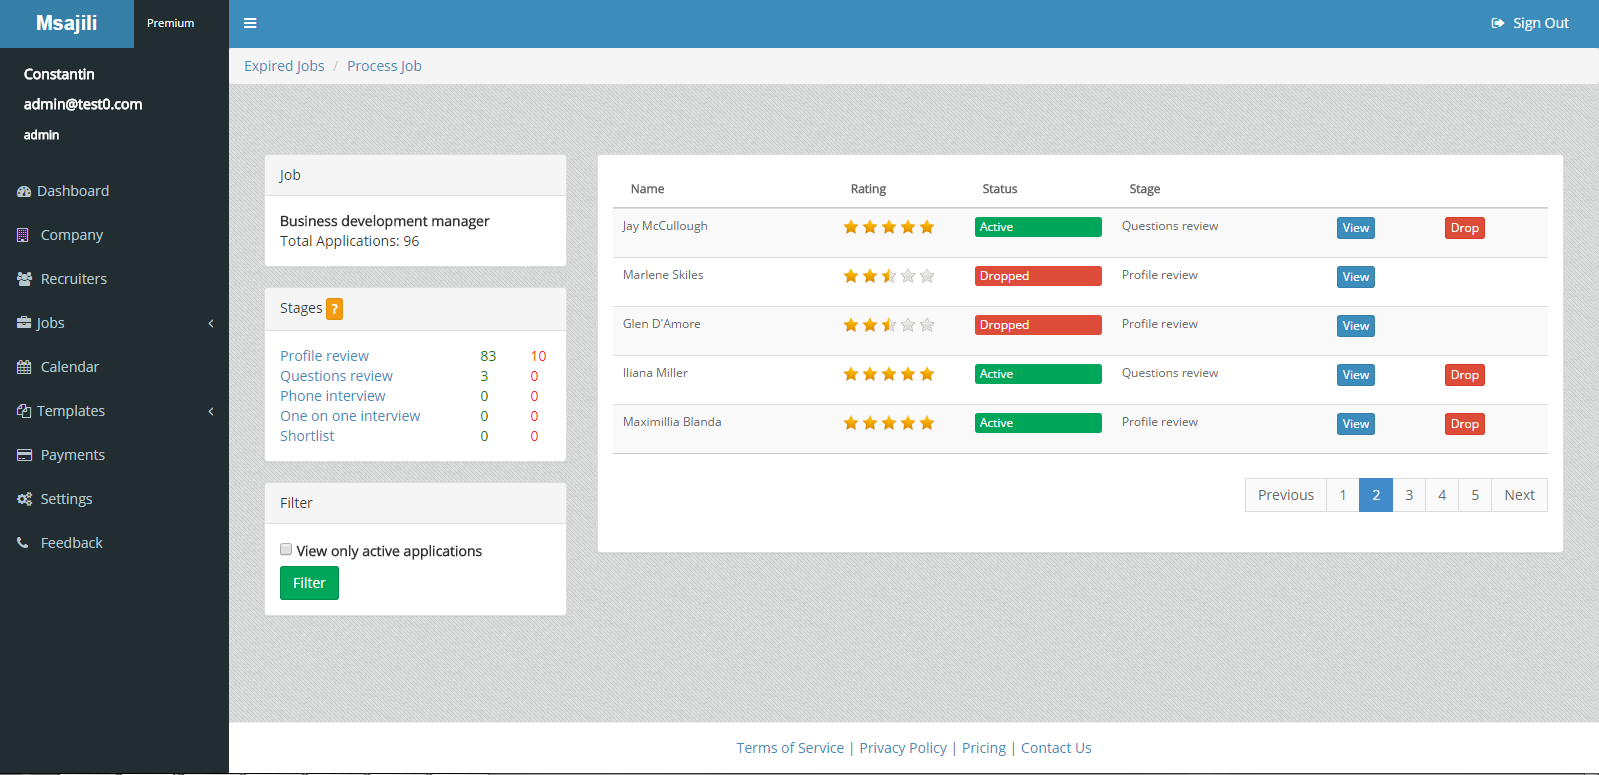 Msajili
Premium
Sign Out
Constantin
admin@test0.com
admin
Dashboard
Company
Recruiters
Jobs
Calendar
Templates
Payments
Settings
Feedback
Expired Jobs / Process Job
Job
Business development manager
Total Applications: 96
Stages ?
Profile review 83 10
Questions review 3 0
Phone interview 0 0
One on one interview 0 0
Shortlist 0 0
Filter
View only active applications
Filter
Name Rating Status Stage
Jay McCullough Active Questions review View Drop
Marlene Skiles Dropped Profile review View
Glen D'Amore Dropped Profile review View
Iliana Miller Active Questions review View Drop
Maximillia Blanda Active Profile review View Drop
Previous 1 2 3 4 5 Next
Terms of Service | Privacy Policy | Pricing | Contact Us